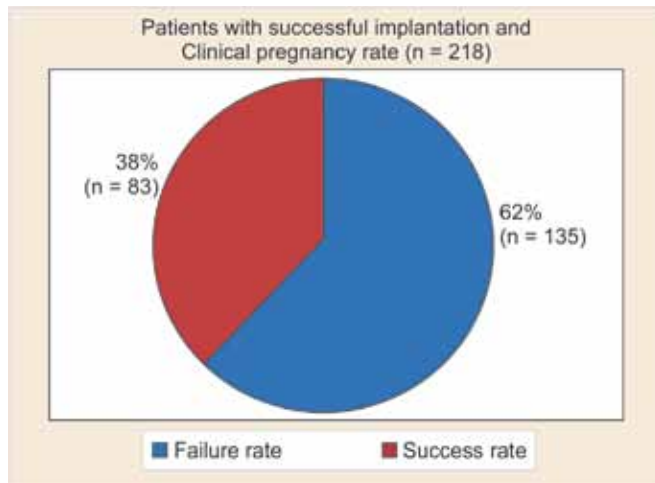 Patients with successful implantation and
Clinical pregnancy rate (n = 218)
38%
(n = 83)
62%
(n = 135)
Failure rate
Success rate